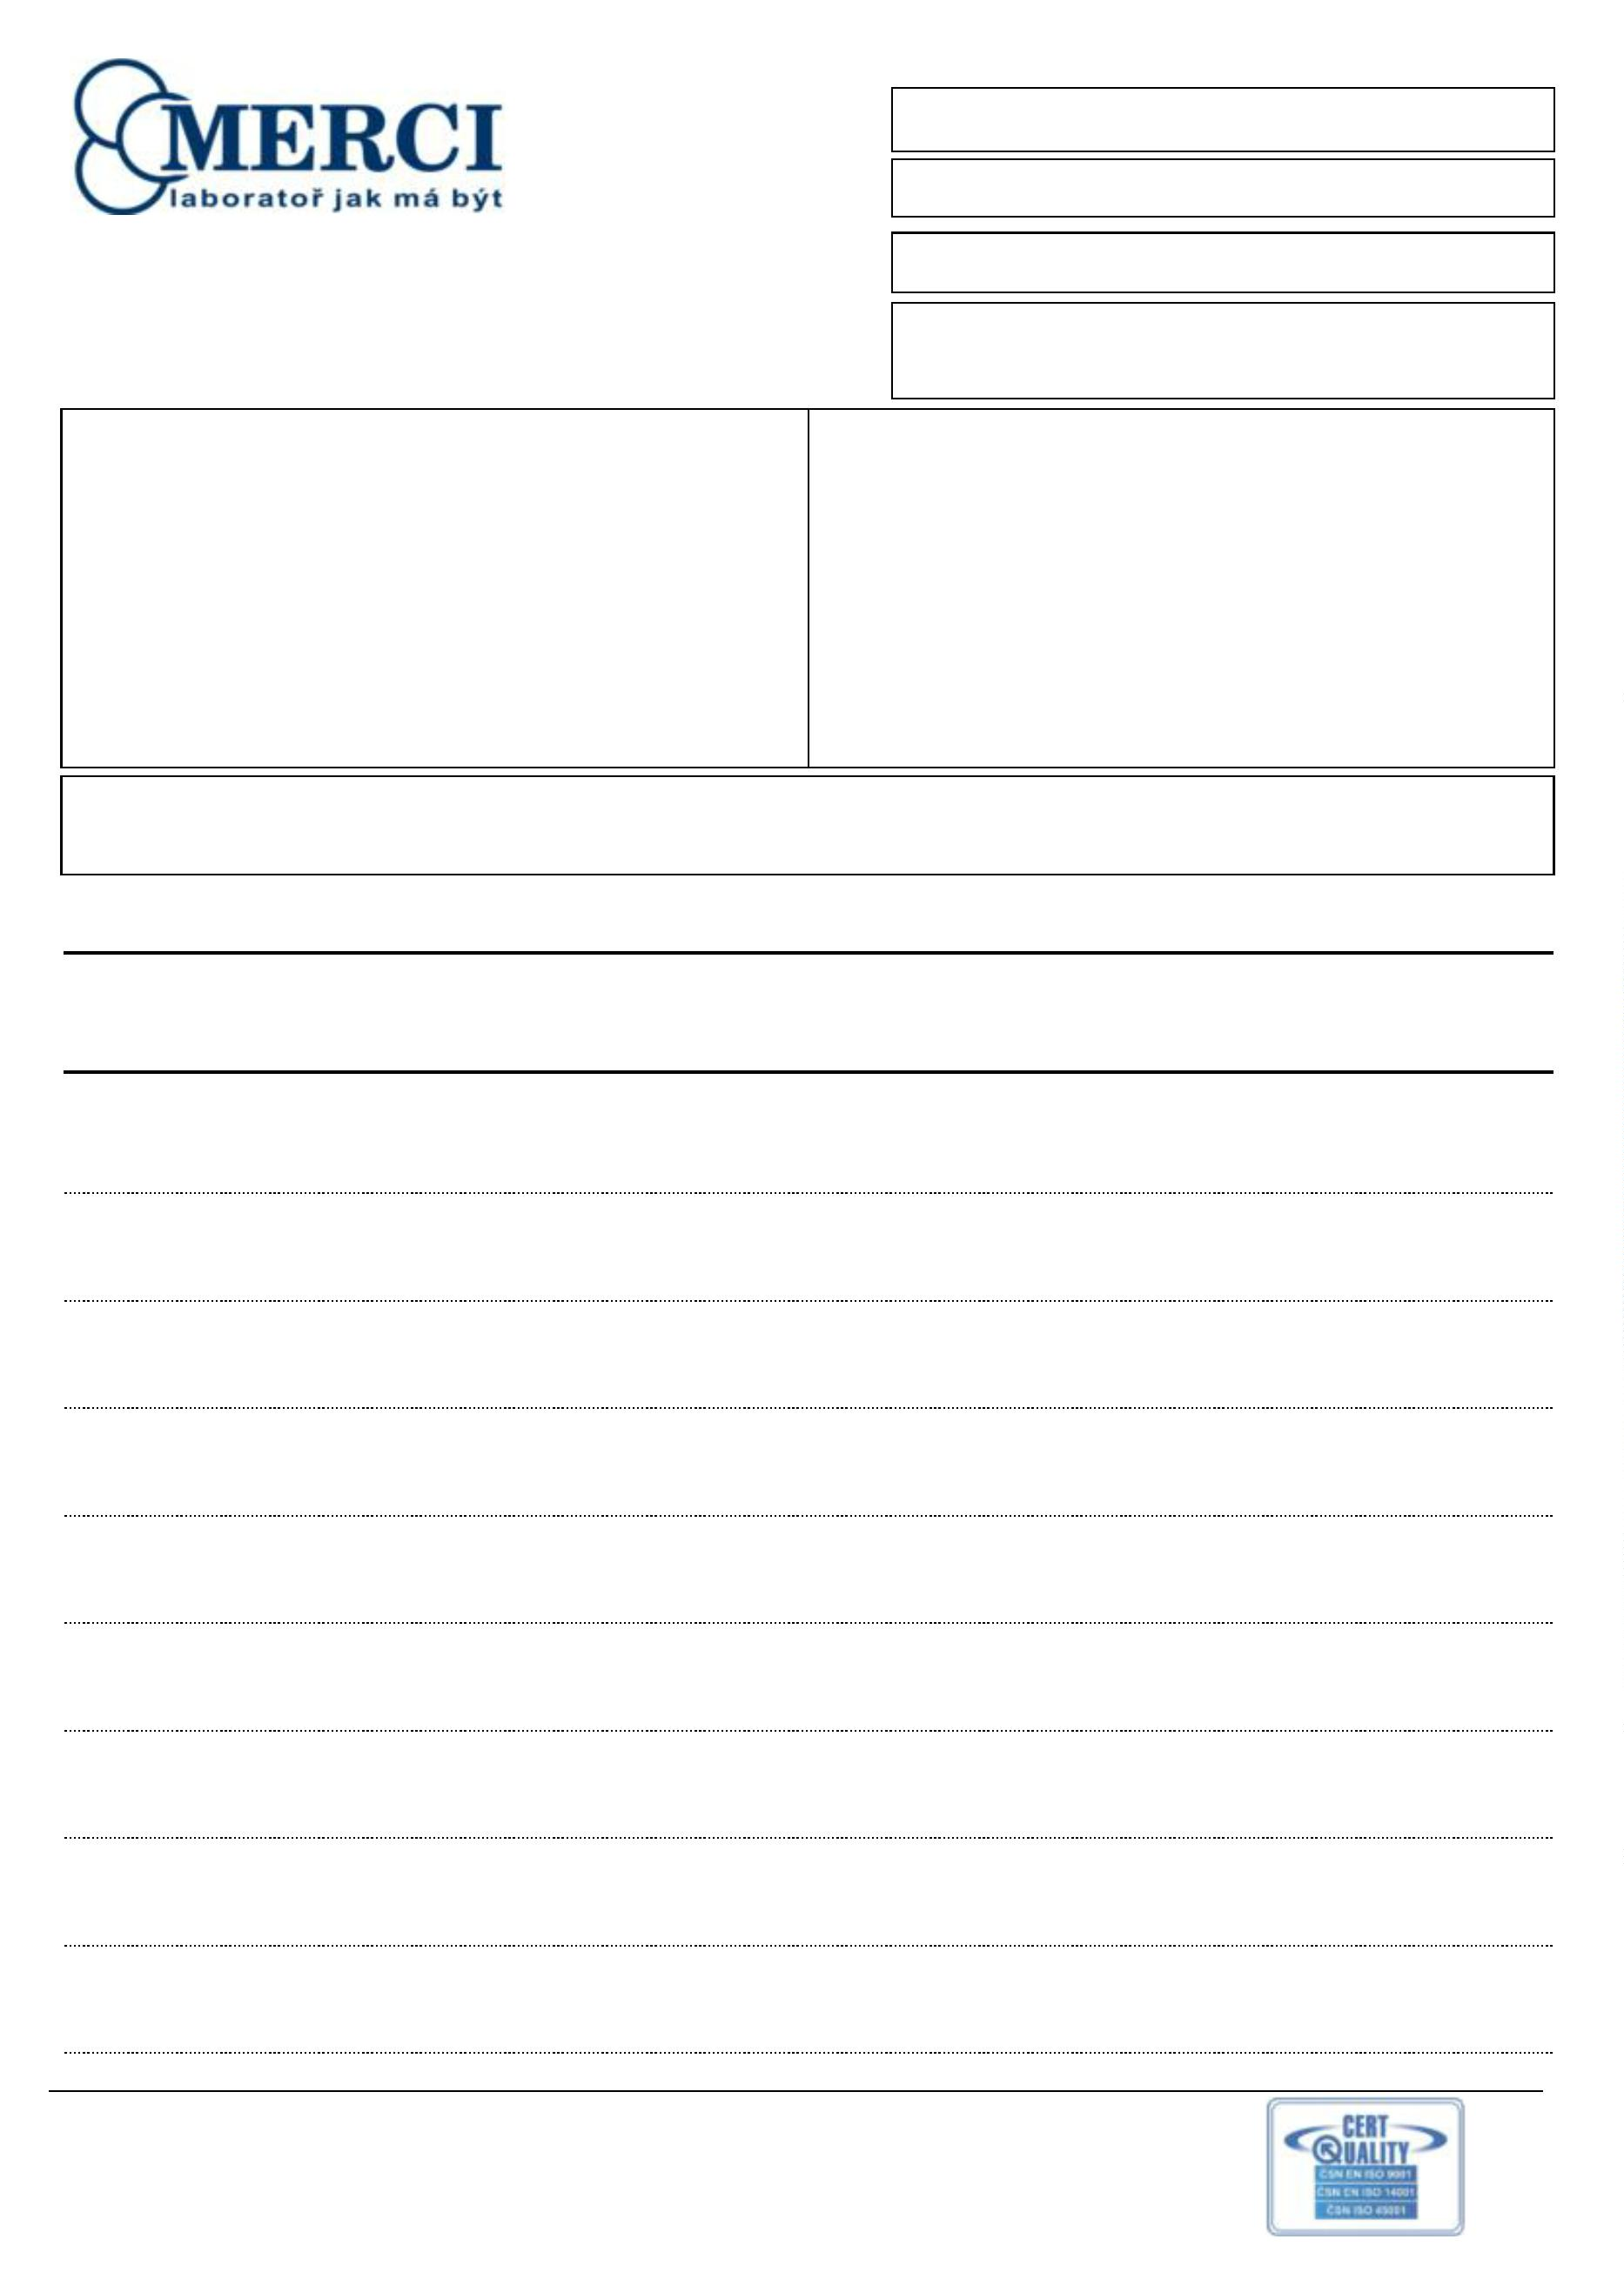 MERCI
laboratoř jak má být
CERT
QUALITY
ČSN EN ISO 9001
ČSN EN ISO 14001
ČSN ISO 45001